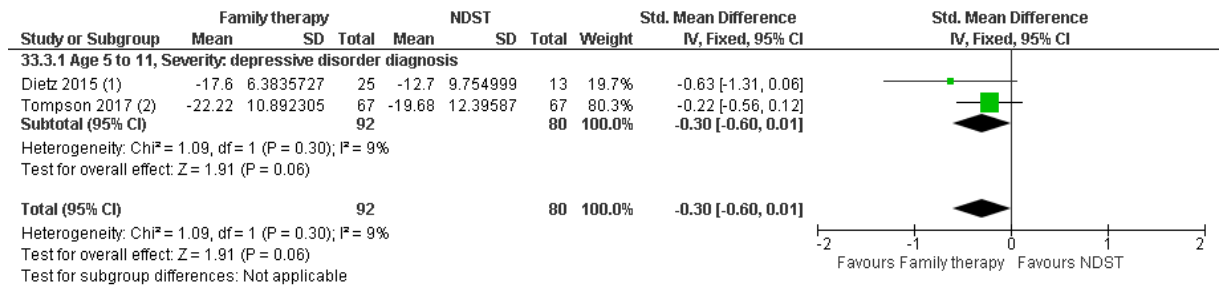 Family therapy NDST Std. Mean Difference Std. Mean Difference
Study or Subgroup Mean SD Total Mean SD Total Weight IV, Fixed, 95% CI IV, Fixed, 95% CI
33.3.1 Age 5 to 11, Severity: depressive disorder diagnosis
Dietz 2015 (1) -17.6 6.3835727 25 -12.7 9.754999 13 19.7% -0.63 [-1.31, 0.06]
Tompson 2017 (2) -22.22 10.892305 67 -19.68 12.39587 67 80.3% -0.22 [-0.56, 0.12]
Subtotal (95% CI) 92 80 100.0% -0.30 [-0.60, 0.01]
Heterogeneity: Chi² = 1.09, df = 1 (P = 0.30); I² = 9%
Test for overall effect: Z = 1.91 (P = 0.06)
Total (95% CI) 92 80 100.0% -0.30 [-0.60, 0.01]
Heterogeneity: Chi² = 1.09, df = 1 (P = 0.30); I² = 9%
Test for overall effect: Z = 1.91 (P = 0.06)
Test for subgroup differences: Not applicable
-2 -1 0 1 2
Favours Family therapy Favours NDST